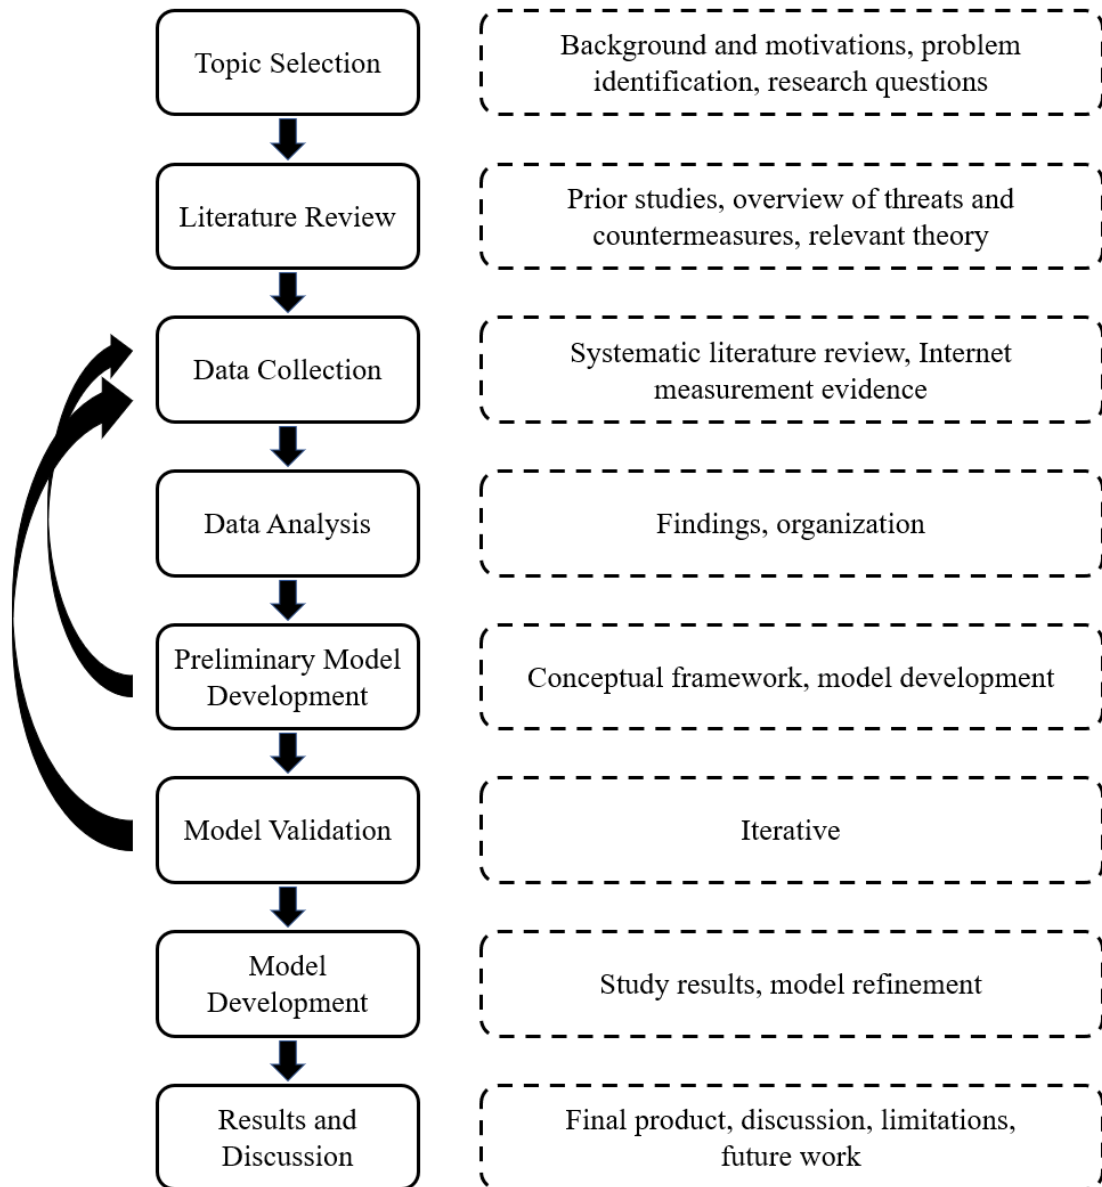 Topic Selection
Background and motivations, problem
identification, research questions
Literature Review
Prior studies, overview of threats and
countermeasures, relevant theory
Data Collection
Systematic literature review, Internet
measurement evidence
Data Analysis
Findings, organization
Preliminary Model
Development
Conceptual framework, model development
Model Validation
Iterative
Model
Development
Study results, model refinement
Results and
Discussion
Final product, discussion, limitations,
future work